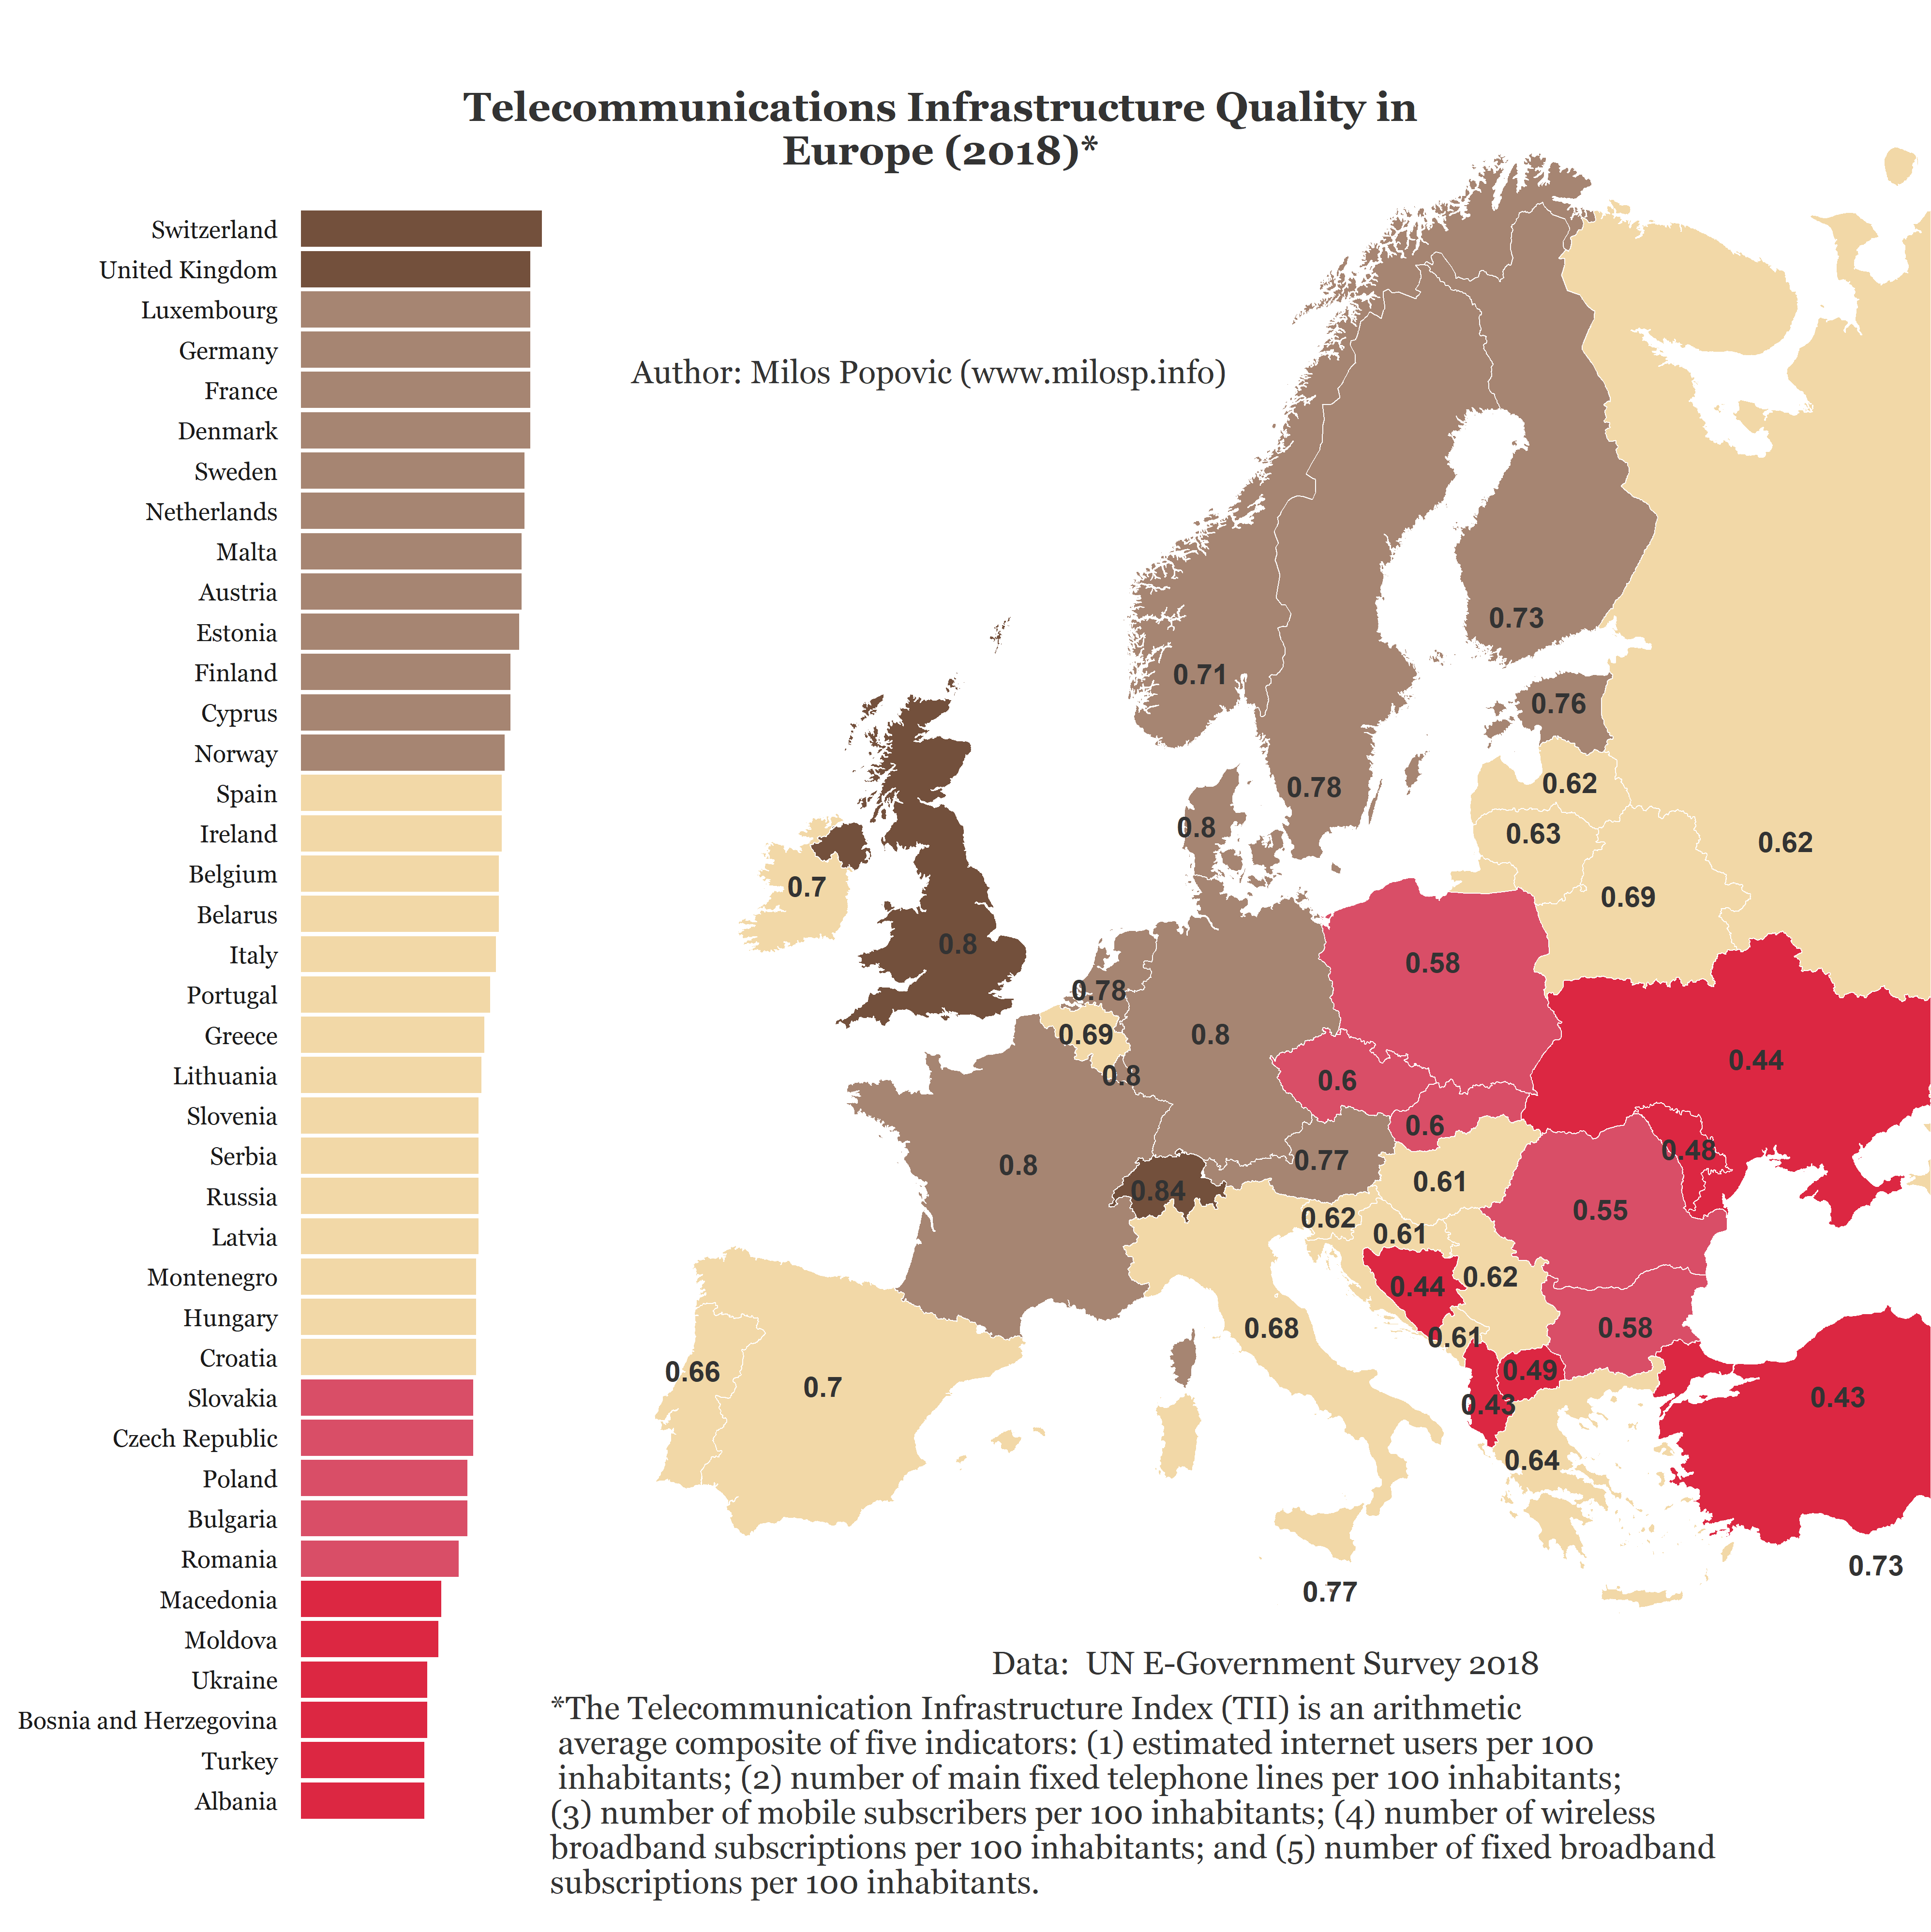 Telecommunications Infrastructure Quality in
Europe (2018)*
Author: Milos Popovic (www.milosp.info)
Switzerland
United Kingdom
Luxembourg
Germany
France
Denmark
Sweden
Netherlands
Malta
Austria
Estonia
Finland
Cyprus
Norway
Spain
Ireland
Belgium
Belarus
Italy
Portugal
Greece
Lithuania
Slovenia
Serbia
Russia
Latvia
Montenegro
Hungary
Croatia
Slovakia
Czech Republic
Poland
Bulgaria
Romania
Macedonia
Moldova
Ukraine
Bosnia and Herzegovina
Turkey
Albania
0.73
0.71
0.76
0.62
0.78
0.8
0.63
0.62
0.7
0.69
0.8
0.58
0.78
0.69
0.8
0.44
0.8
0.6
0.6
0.48
0.8
0.77
0.84
0.61
0.55
0.62
0.61
0.62
0.44
0.68
0.61
0.58
0.66
0.7
0.49
0.43
0.43
0.64
0.73
0.77
Data:  UN E-Government Survey 2018
*The Telecommunication Infrastructure Index (TII) is an arithmetic
average composite of five indicators: (1) estimated internet users per 100
inhabitants; (2) number of main fixed telephone lines per 100 inhabitants;
(3) number of mobile subscribers per 100 inhabitants; (4) number of wireless
broadband subscriptions per 100 inhabitants; and (5) number of fixed broadband
subscriptions per 100 inhabitants.